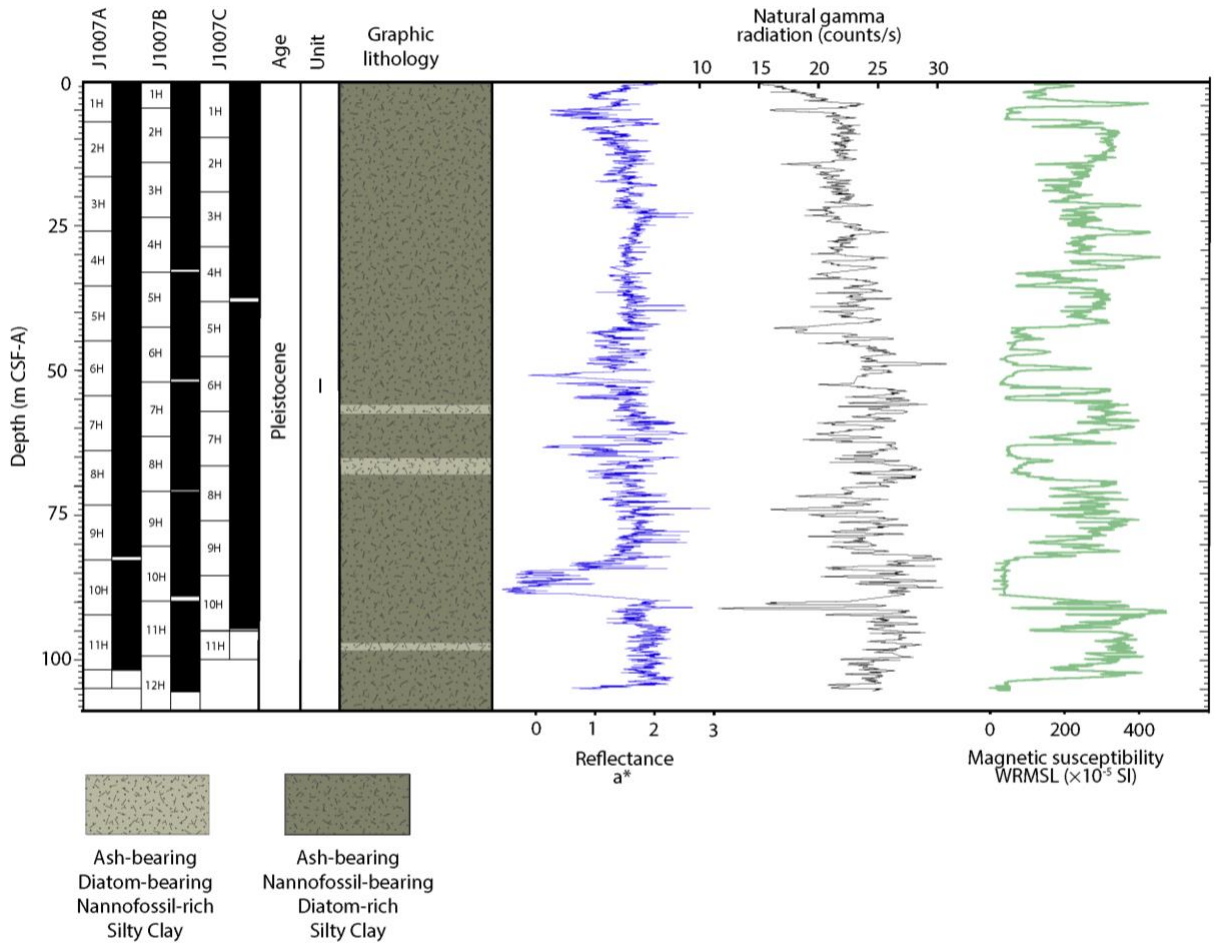 J1007A
J1007B
J1007C
Age
Unit
Graphic
lithology
Natural gamma
radiation (counts/s)
10 15 20 25 30
Depth (m CSF-A)
0
25
50
75
100
1H
2H
3H
4H
5H
6H
7H
8H
9H
10H
11H
1H
2H
3H
4H
5H
6H
7H
8H
9H
10H
11H
12H
1H
2H
3H
4H
5H
6H
7H
8H
9H
10H
11H
Pleistocene
I
0 1 2 3
Reflectance
a*
0 200 400
Magnetic susceptibility
WRMSL (×10⁻⁵ SI)
Ash-bearing
Diatom-bearing
Nannofossil-rich
Silty Clay
Ash-bearing
Nannofossil-bearing
Diatom-rich
Silty Clay